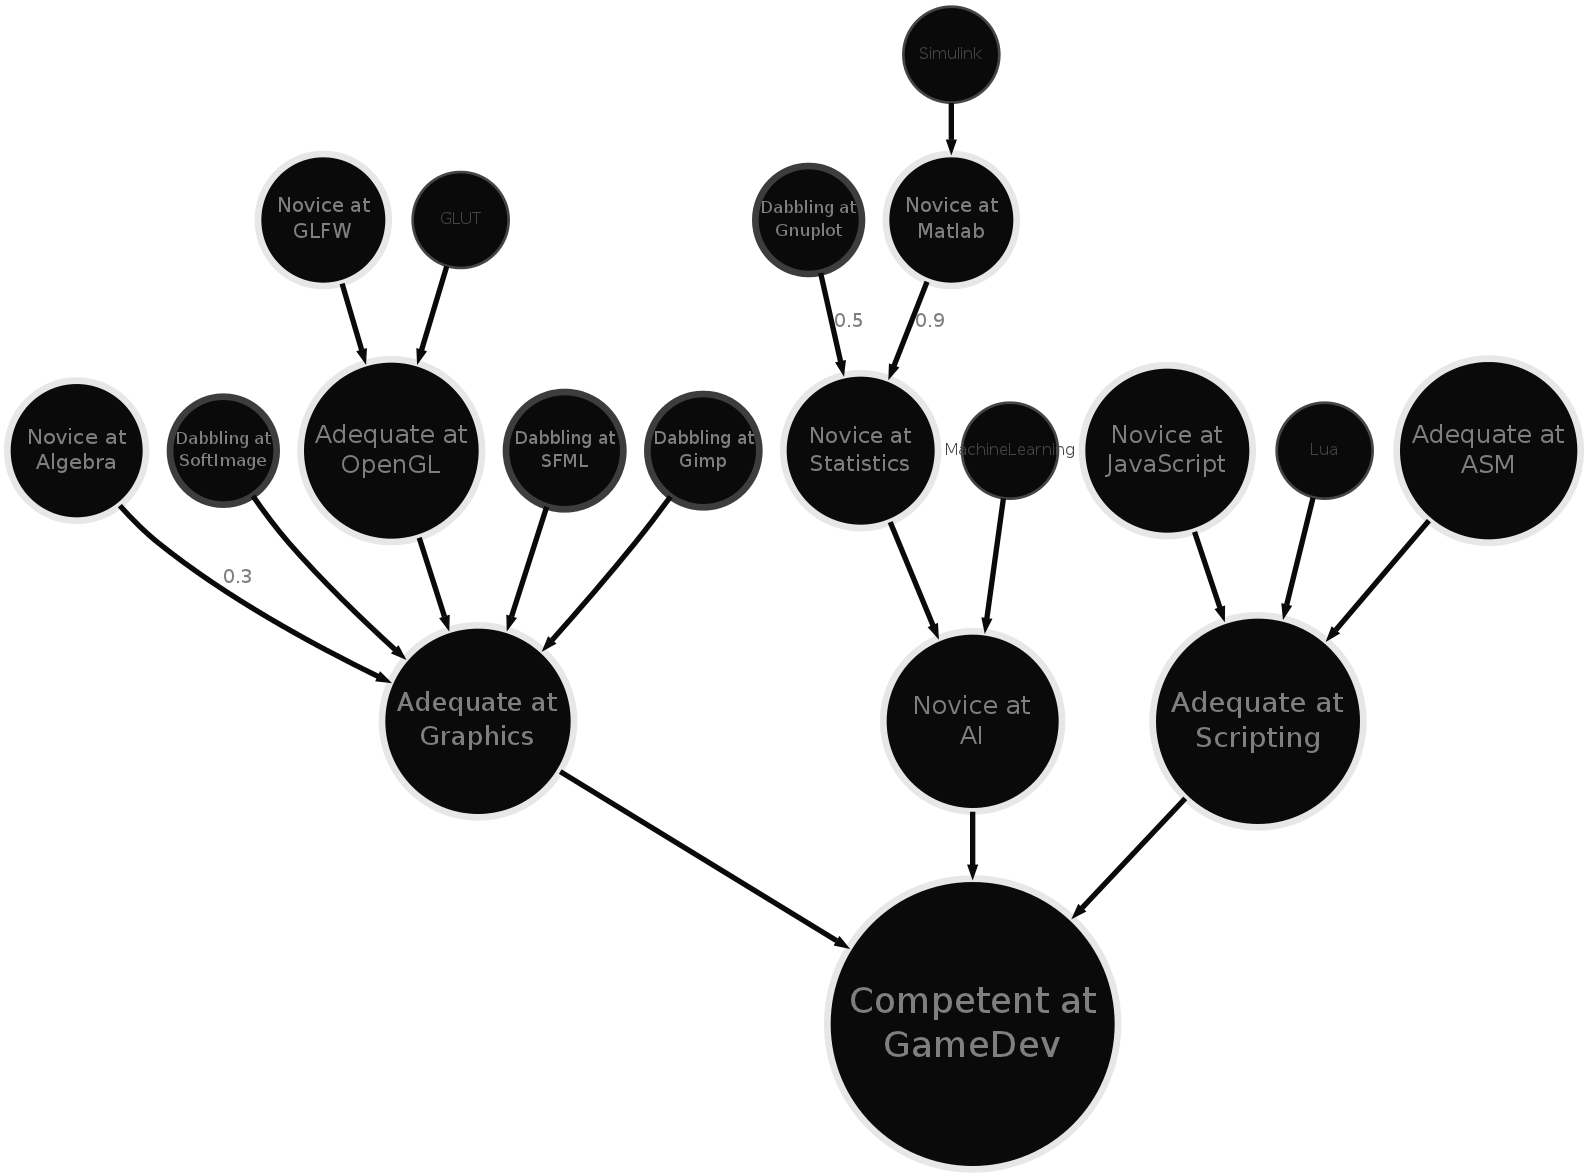 Simulink
Novice at
GLFW
GLUT
Dabbling at
Gnuplot
Novice at
Matlab
0.5
0.9
Novice at
Algebra
Dabbling at
SoftImage
Adequate at
OpenGL
Dabbling at
SFML
Dabbling at
Gimp
Novice at
Statistics
MachineLearning
Novice at
JavaScript
Lua
Adequate at
ASM
0.3
Adequate at
Graphics
Novice at
AI
Adequate at
Scripting
Competent at
GameDev